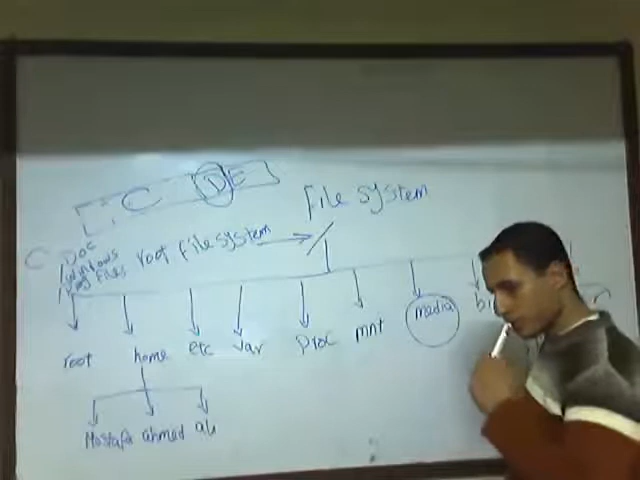 C D E
File system
C
Doc
/windows
/Prog files
root file system
/
root home etc var Proc mnt media
Mostafa ahmed ali